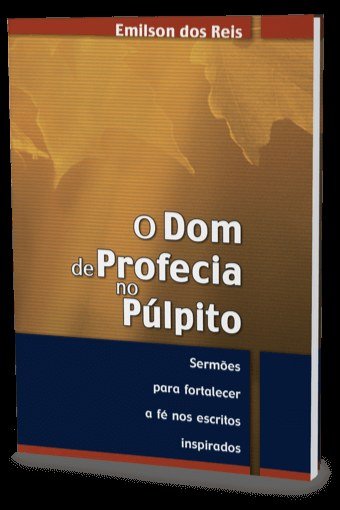 Emilson dos Reis
O Dom
de Profecia
no
Púlpito
Sermões
para fortalecer
a fé nos escritos
inspirados